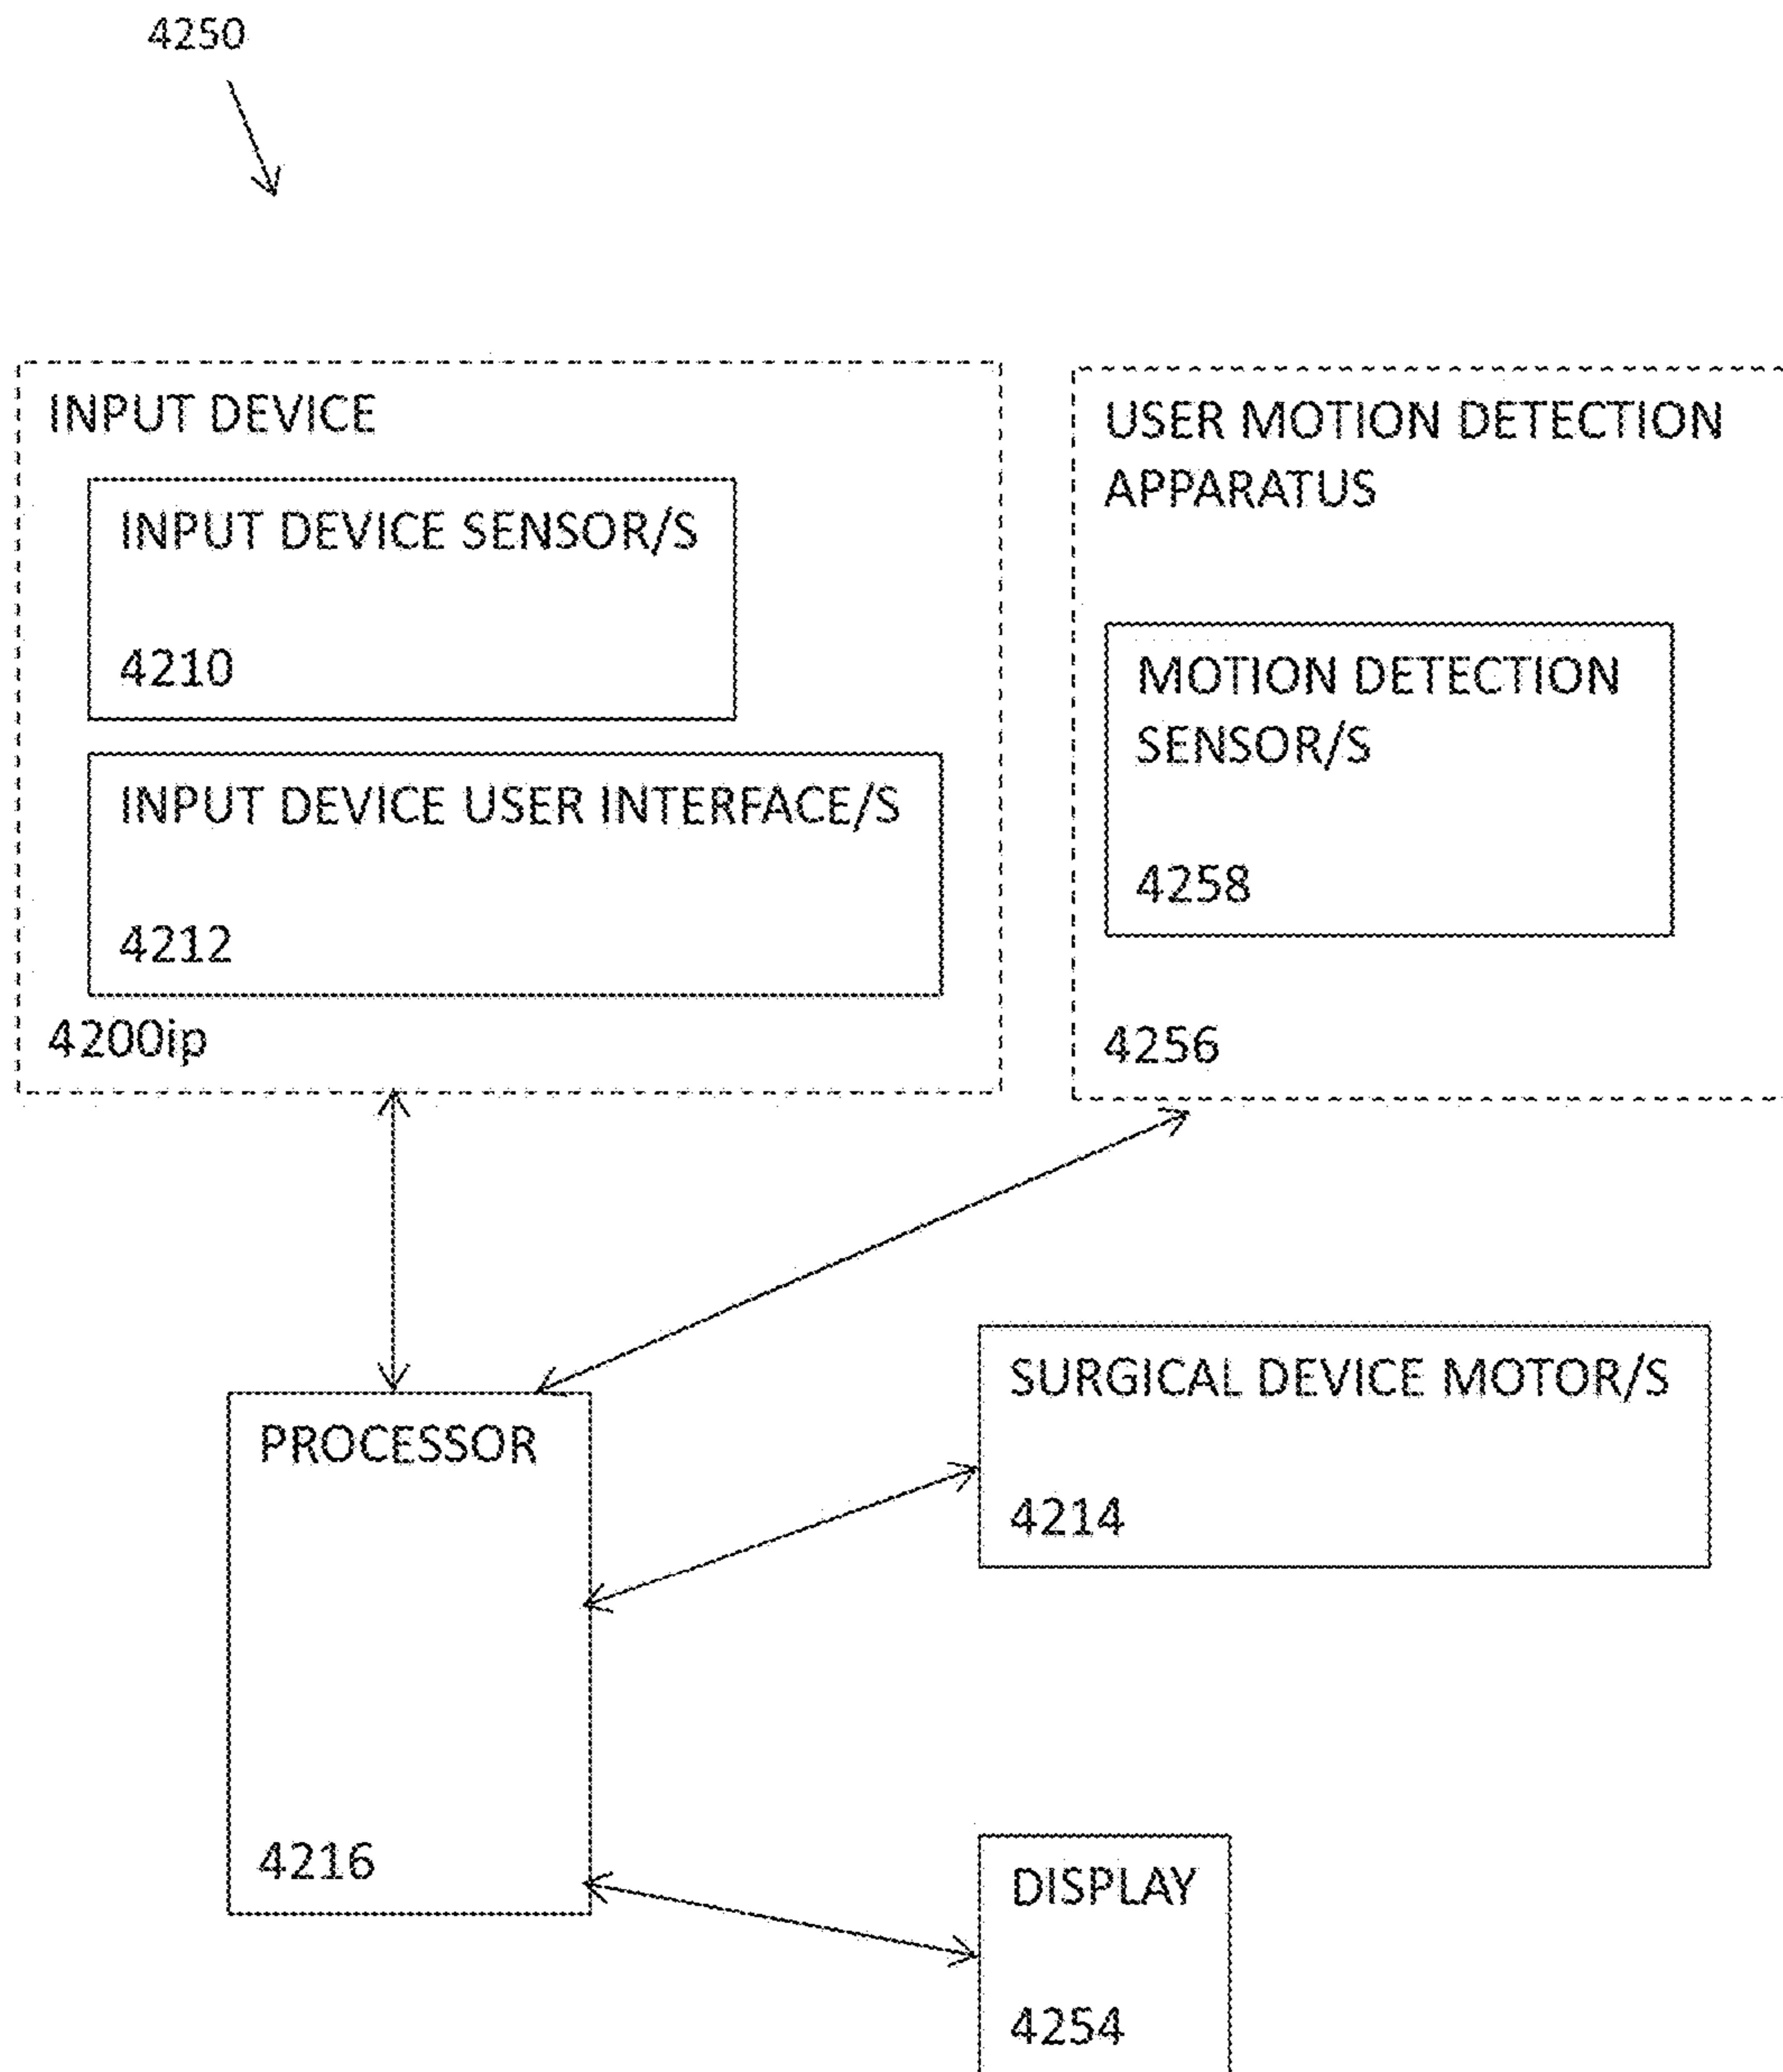 4250
INPUT DEVICE
INPUT DEVICE SENSOR/S
4210
INPUT DEVICE USER INTERFACE/S
4212
4200ip
USER MOTION DETECTION
APPARATUS
MOTION DETECTION
SENSOR/S
4258
4256
PROCESSOR
4216
SURGICAL DEVICE MOTOR/S
4214
DISPLAY
4254